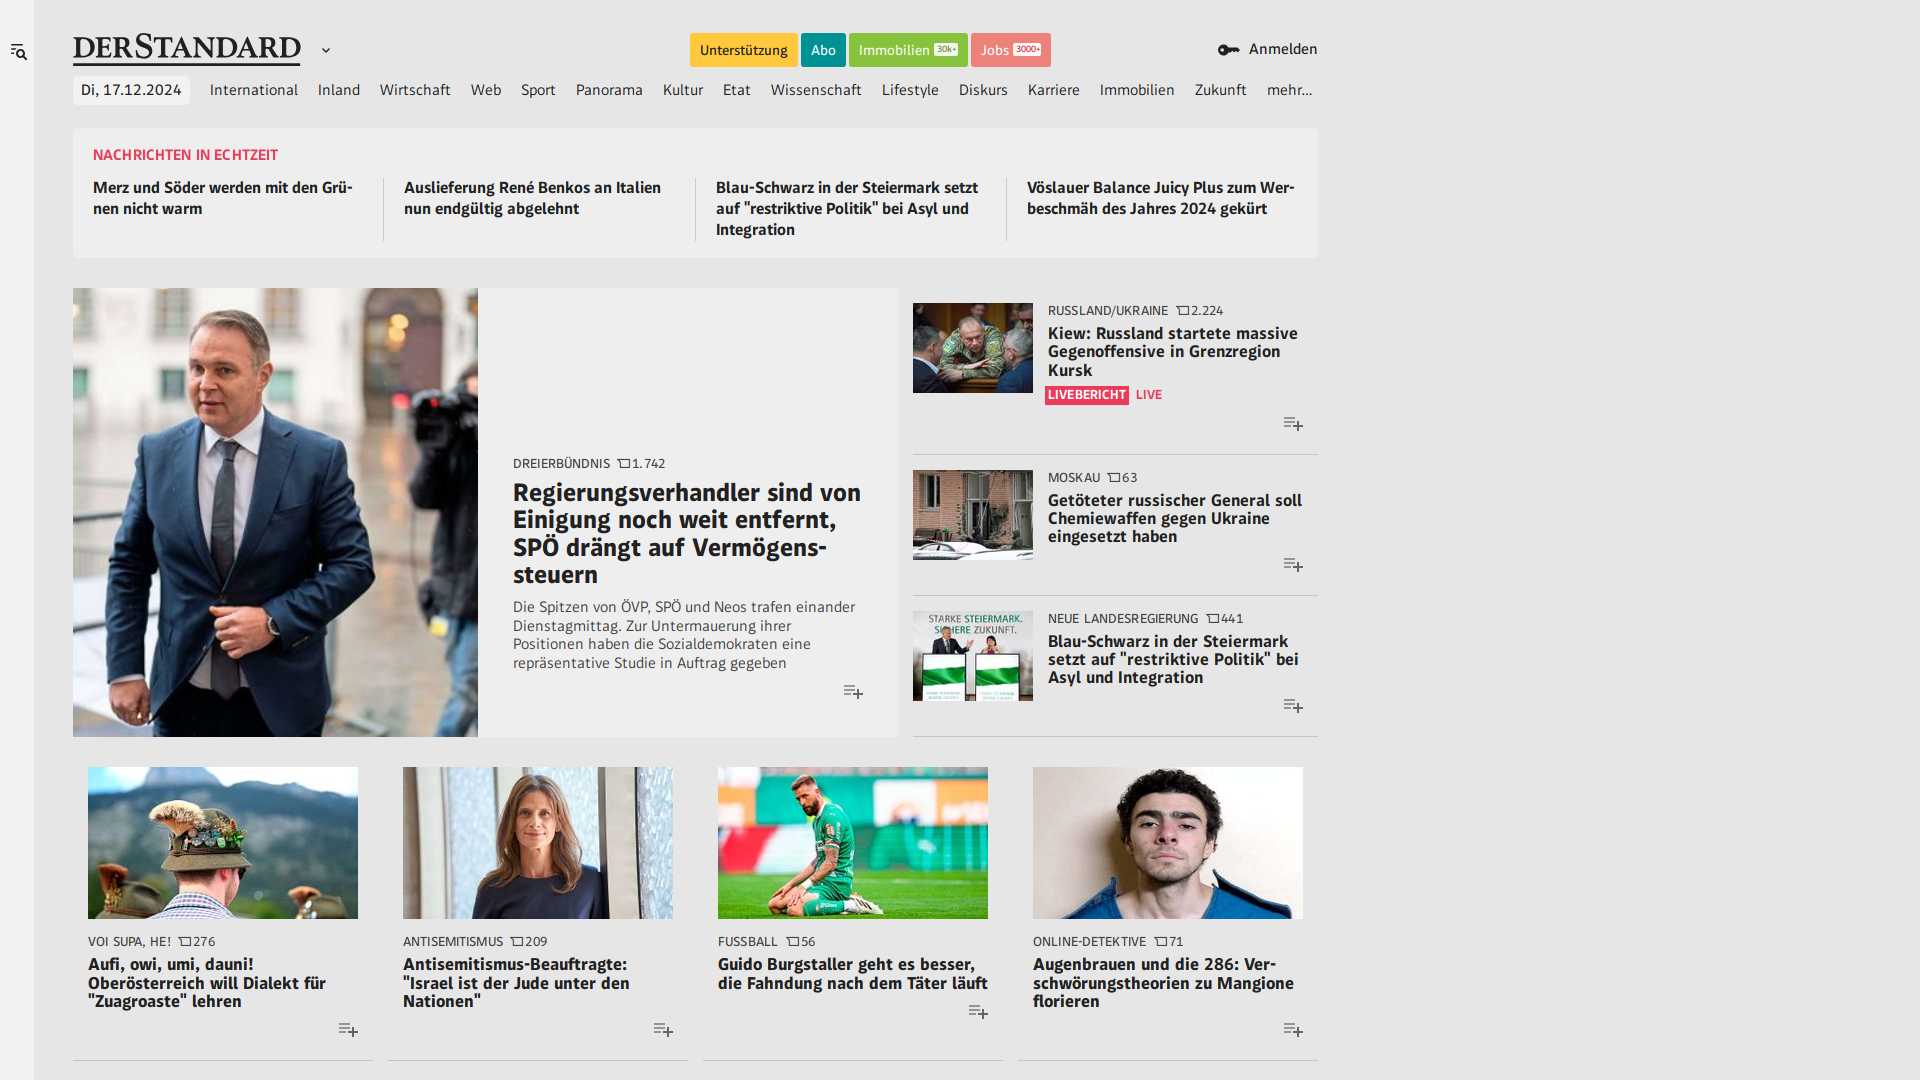 DERSTANDARD
Unterstützung
Abo
Immobilien 30k+
Jobs 3000+
Anmelden
Di, 17.12.2024
International
Inland
Wirtschaft
Web
Sport
Panorama
Kultur
Etat
Wissenschaft
Lifestyle
Diskurs
Karriere
Immobilien
Zukunft
mehr...
NACHRICHTEN IN ECHTZEIT
Merz und Söder werden mit den Grü-
nen nicht warm
Auslieferung René Benkos an Italien
nun endgültig abgelehnt
Blau-Schwarz in der Steiermark setzt
auf "restriktive Politik" bei Asyl und
Integration
Vöslauer Balance Juicy Plus zum Wer-
beschmäh des Jahres 2024 gekürt
DREIERBÜNDNIS 1.742
Regierungsverhandler sind von
Einigung noch weit entfernt,
SPÖ drängt auf Vermögens-
steuern
Die Spitzen von ÖVP, SPÖ und Neos trafen einander
Dienstagmittag. Zur Untermauerung ihrer
Positionen haben die Sozialdemokraten eine
repräsentative Studie in Auftrag gegeben
RUSSLAND/UKRAINE 2.224
Kiew: Russland startete massive
Gegenoffensive in Grenzregion
Kursk
LIVEBERICHT LIVE
MOSKAU 63
Getöteter russischer General soll
Chemiewaffen gegen Ukraine
eingesetzt haben
STARKE STEIERMARK.
SICHERE ZUKUNFT.
NEUE LANDESREGIERUNG 441
Blau-Schwarz in der Steiermark
setzt auf "restriktive Politik" bei
Asyl und Integration
VOI SUPA, HE! 276
Aufi, owi, umi, dauni!
Oberösterreich will Dialekt für
"Zuagroaste" lehren
ANTISEMITISMUS 209
Antisemitismus-Beauftragte:
"Israel ist der Jude unter den
Nationen"
FUSSBALL 56
Guido Burgstaller geht es besser,
die Fahndung nach dem Täter läuft
ONLINE-DETEKTIVE 71
Augenbrauen und die 286: Ver-
schwörungstheorien zu Mangione
florieren